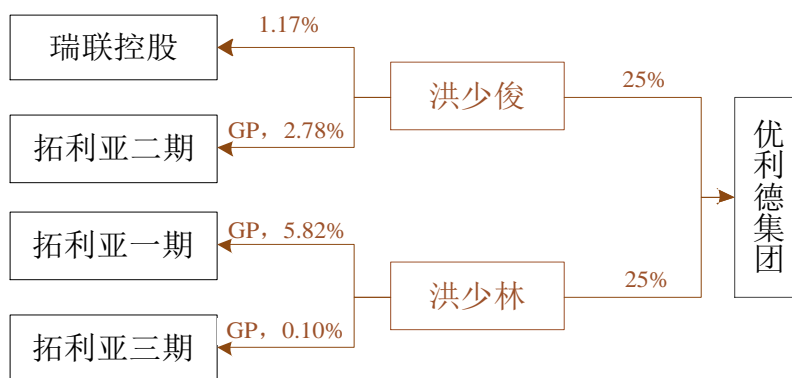 1.17%
瑞联控股
洪少俊
25%
GP，2.78%
拓利亚二期
优利德集团
GP，5.82%
拓利亚一期
洪少林
25%
GP，0.10%
拓利亚三期